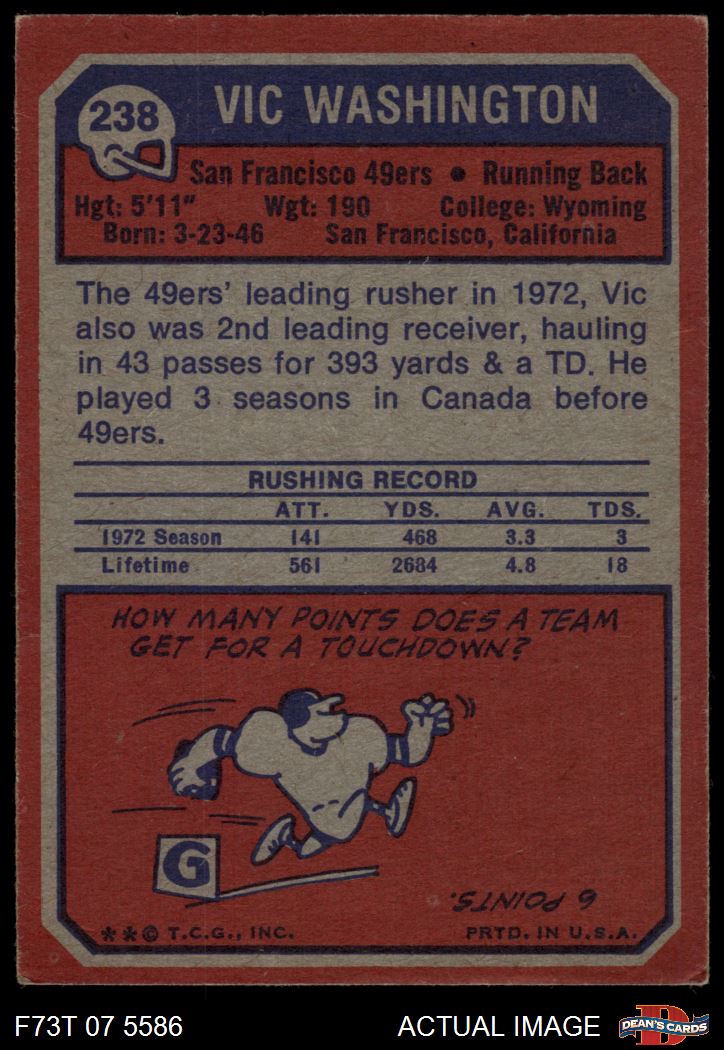 238
VIC WASHINGTON
San Francisco 49ers • Running Back
Hgt: 5'11" Wgt: 190 College: Wyoming
Born: 3-23-46 San Francisco, California
The 49ers' leading rusher in 1972, Vic
also was 2nd leading receiver, hauling
in 43 passes for 393 yards & a TD. He
played 3 seasons in Canada before
49ers.
RUSHING RECORD
ATT. YDS. AVG. TDS.
1972 Season 141 468 3.3 3
Lifetime 561 2684 4.8 18
HOW MANY POINTS DOES A TEAM
GET FOR A TOUCHDOWN?
G
6 POINTS.
**© T.C.G., INC. PRTD. IN U.S.A.
F73T 07 5586 ACTUAL IMAGE
D
DEAN'S CARDS